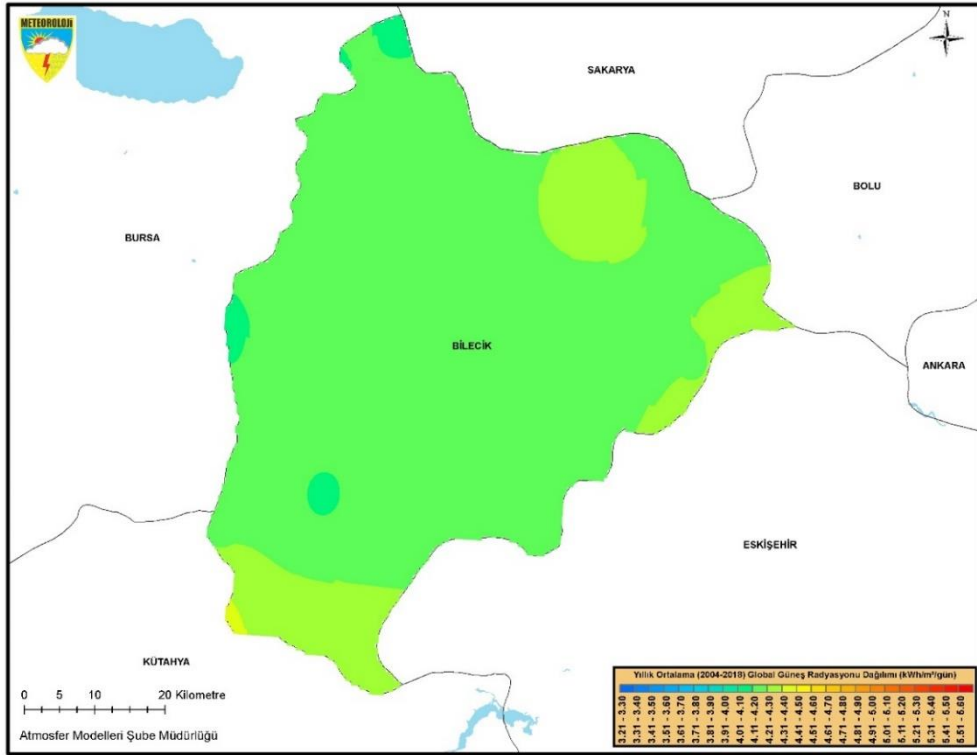 METEOROLOJİ
N
SAKARYA
BOLU
BURSA
BİLECİK
ANKARA
ESKİŞEHİR
KÜTAHYA
0 5 10 20 Kilometre
Atmosfer Modelleri Şube Müdürlüğü
Yıllık Ortalama (2004-2018) Global Güneş Radyasyonu Dağılımı (kWh/m²/gün)
3.21 - 3.30
3.31 - 3.40
3.41 - 3.50
3.51 - 3.60
3.61 - 3.70
3.71 - 3.80
3.81 - 3.90
3.91 - 4.00
4.01 - 4.10
4.11 - 4.20
4.21 - 4.30
4.31 - 4.40
4.41 - 4.50
4.51 - 4.60
4.61 - 4.70
4.71 - 4.80
4.81 - 4.90
4.91 - 5.00
5.01 - 5.10
5.11 - 5.20
5.21 - 5.30
5.31 - 5.40
5.41 - 5.50
5.51 - 5.60